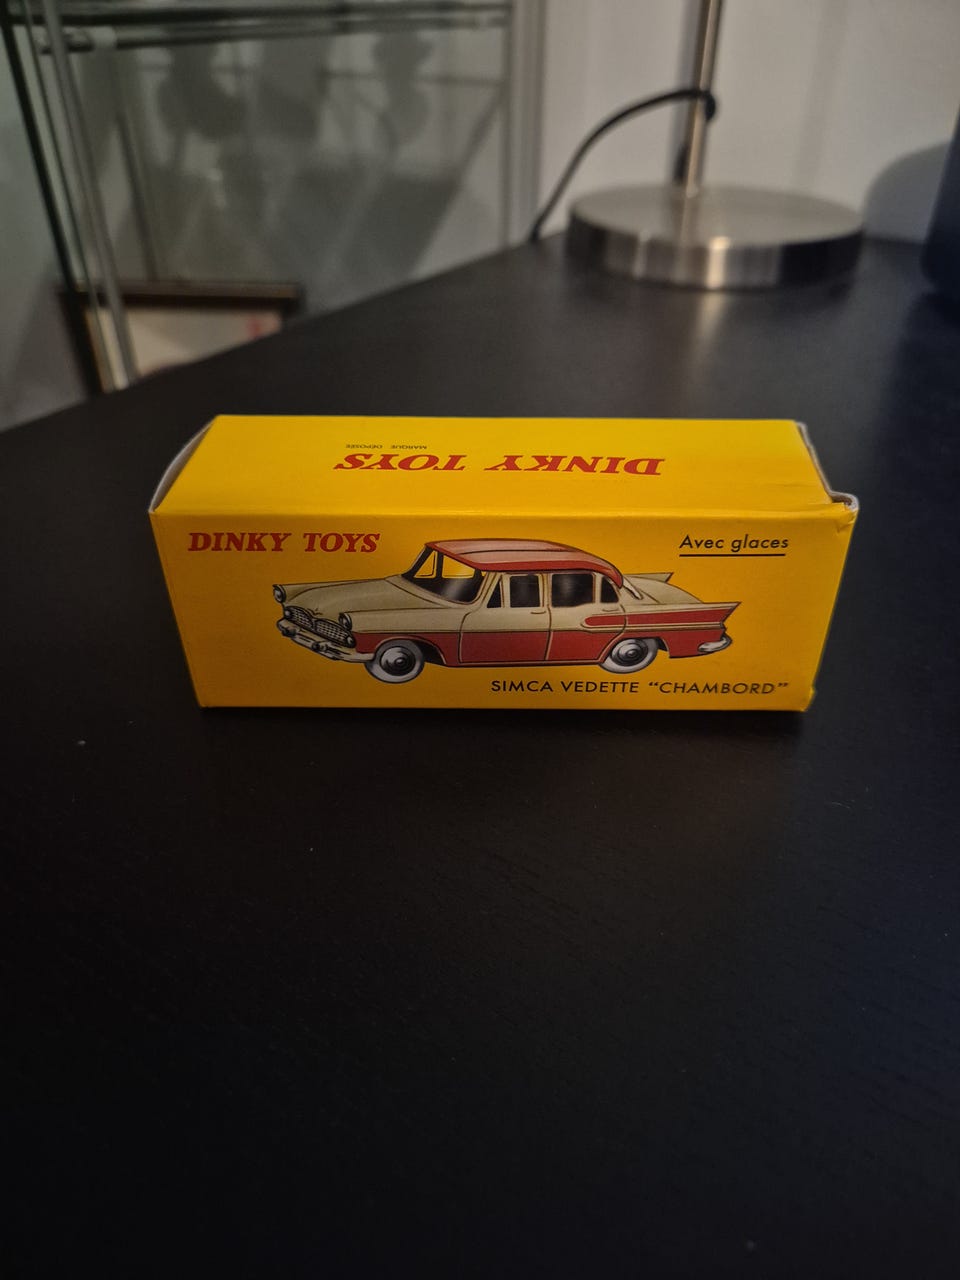 DINKY TOYS
MARQUE DÉPOSÉE
DINKY TOYS
Avec glaces
SIMCA VEDETTE “CHAMBORD”